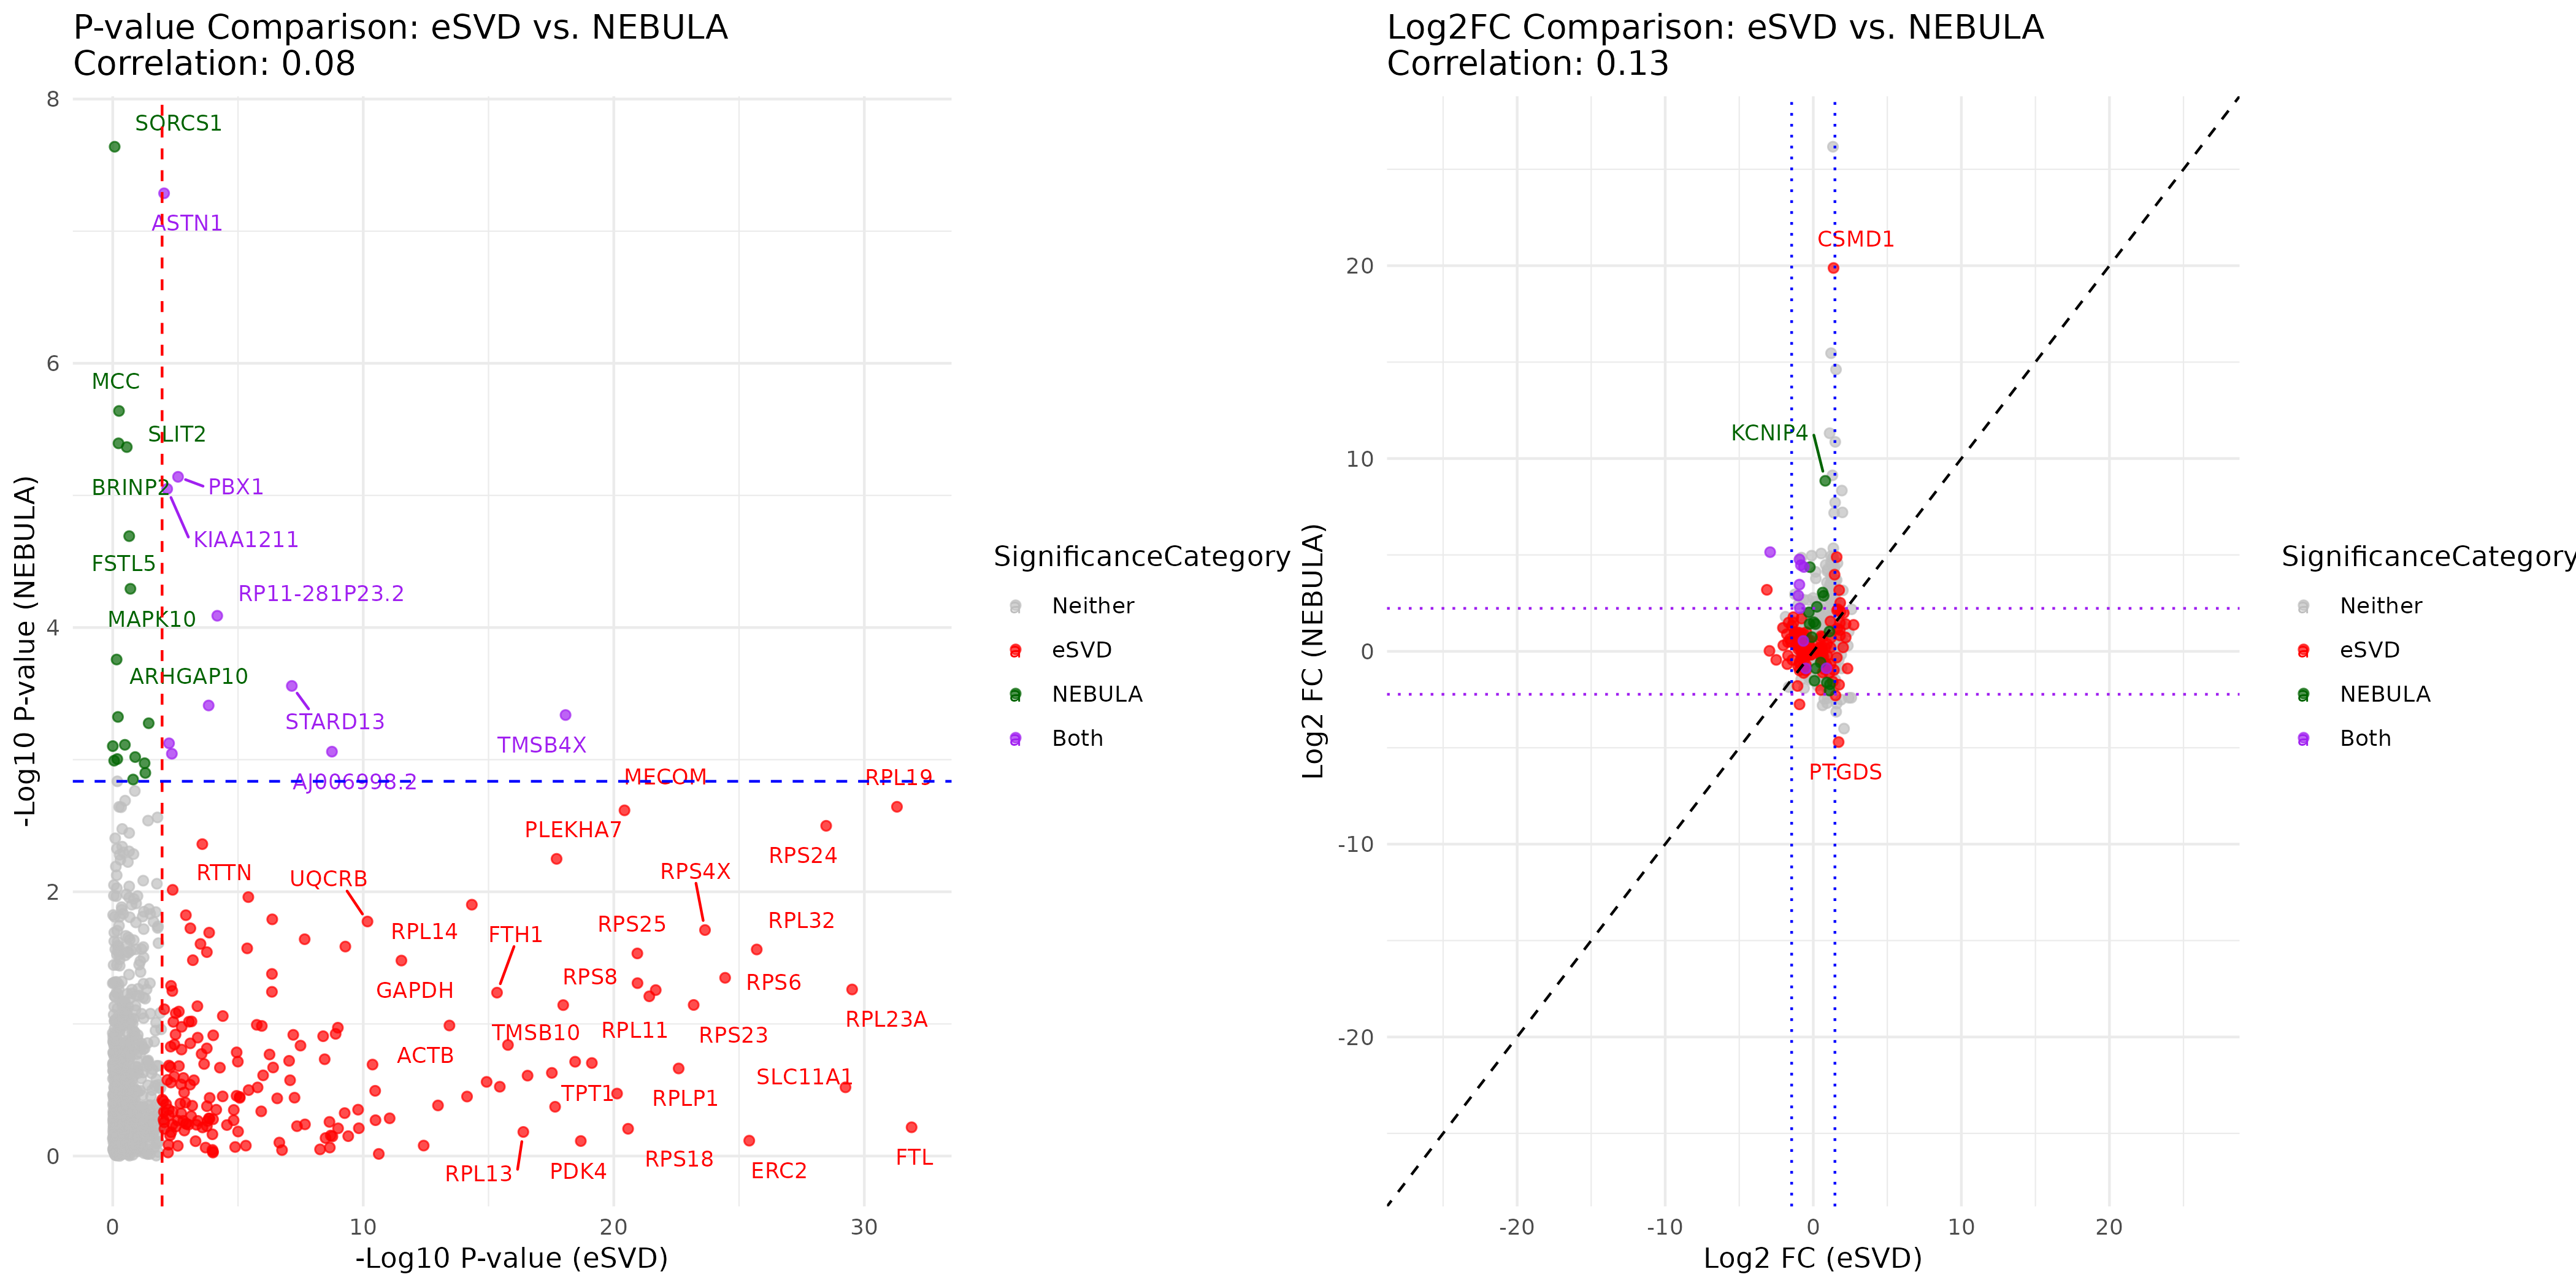 P-value Comparison: eSVD vs. NEBULA
Correlation: 0.08
8
6
4
2
0
-Log10 P-value (NEBULA)
SORCS1
ASTN1
MCC
SLIT2
BRINP2
PBX1
KIAA1211
FSTL5
RP11-281P23.2
MAPK10
ARHGAP10
STARD13
TMSB4X
AJ006998.2
MECOM
RPL19
PLEKHA7
RPS24
RTTN
UQCRB
RPS4X
RPL14
FTH1
RPS25
RPL32
GAPDH
RPS8
RPS6
RPL23A
TMSB10
RPL11
RPS23
ACTB
SLC11A1
TPT1
RPLP1
RPL13
PDK4
RPS18
ERC2
FTL
0
10
20
30
-Log10 P-value (eSVD)
SignificanceCategory
Neither
eSVD
NEBULA
Both
Log2FC Comparison: eSVD vs. NEBULA
Correlation: 0.13
20
10
0
-10
-20
Log2 FC (NEBULA)
CSMD1
KCNIP4
PTGDS
-20
-10
0
10
20
Log2 FC (eSVD)
SignificanceCategory
Neither
eSVD
NEBULA
Both